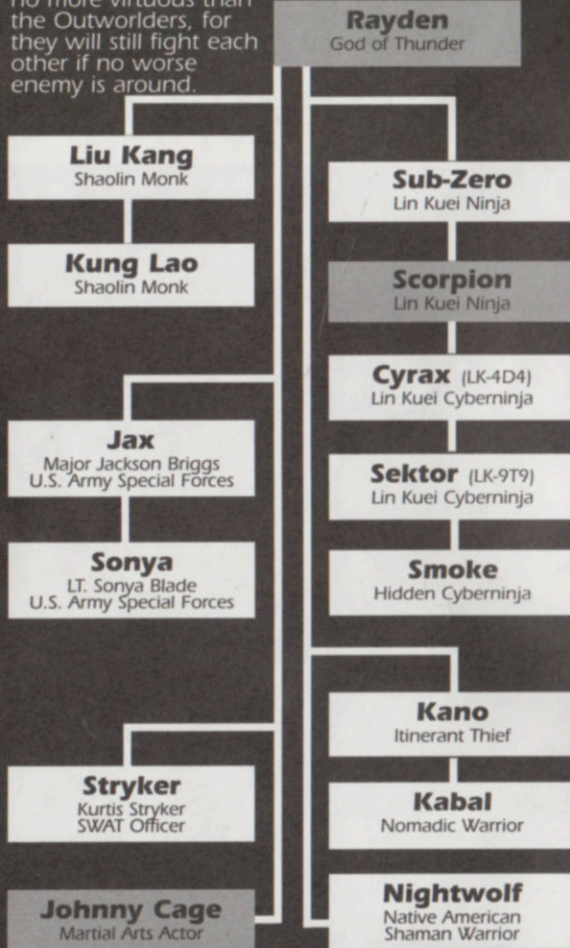 no more virtuous than
the Outworlders, for
they will still fight each
other if no worse
enemy is around.
Rayden
God of Thunder
Liu Kang
Shaolin Monk
Kung Lao
Shaolin Monk
Jax
Major Jackson Briggs
U.S. Army Special Forces
Sonya
LT. Sonya Blade
U.S. Army Special Forces
Stryker
Kurtis Stryker
SWAT Officer
Johnny Cage
Martial Arts Actor
Sub-Zero
Lin Kuei Ninja
Scorpion
Lin Kuei Ninja
Cyrax (LK-4D4)
Lin Kuei Cyberninja
Sektor (LK-9T9)
Lin Kuei Cyberninja
Smoke
Hidden Cyberninja
Kano
Itinerant Thief
Kabal
Nomadic Warrior
Nightwolf
Native American
Shaman Warrior